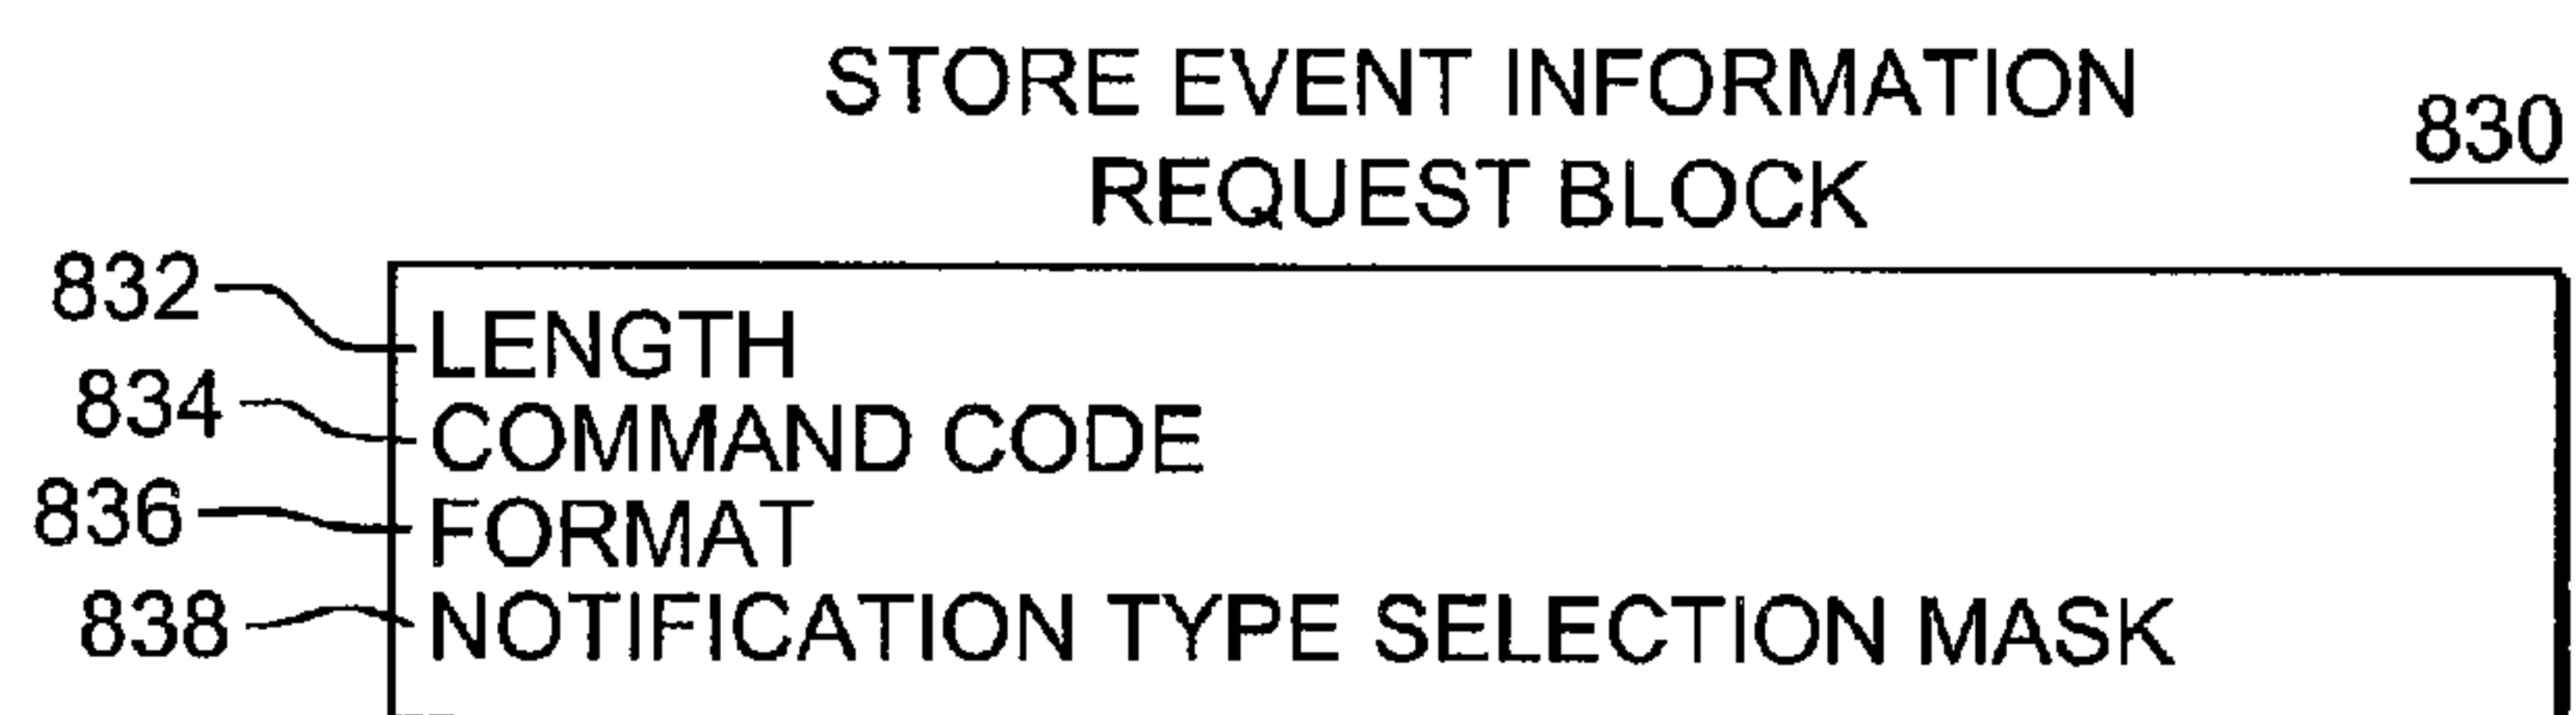 STORE EVENT INFORMATION
REQUEST BLOCK
830
832 LENGTH
834 COMMAND CODE
836 FORMAT
838 NOTIFICATION TYPE SELECTION MASK